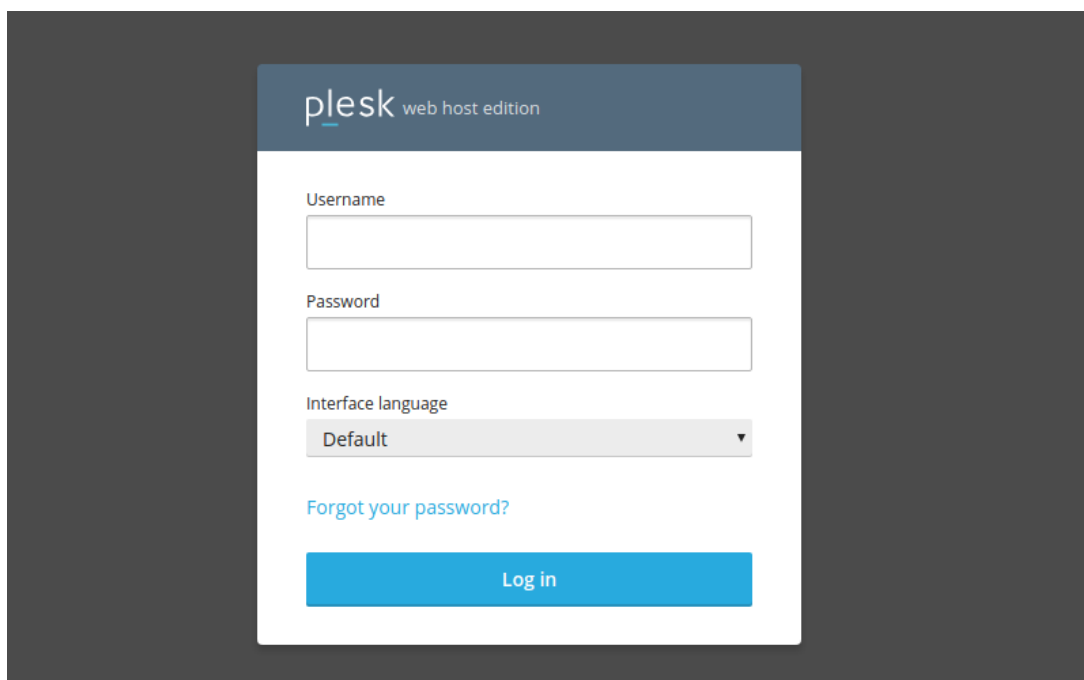 plesk web host edition
Username
Password
Interface language
Default
Forgot your password?
Log in